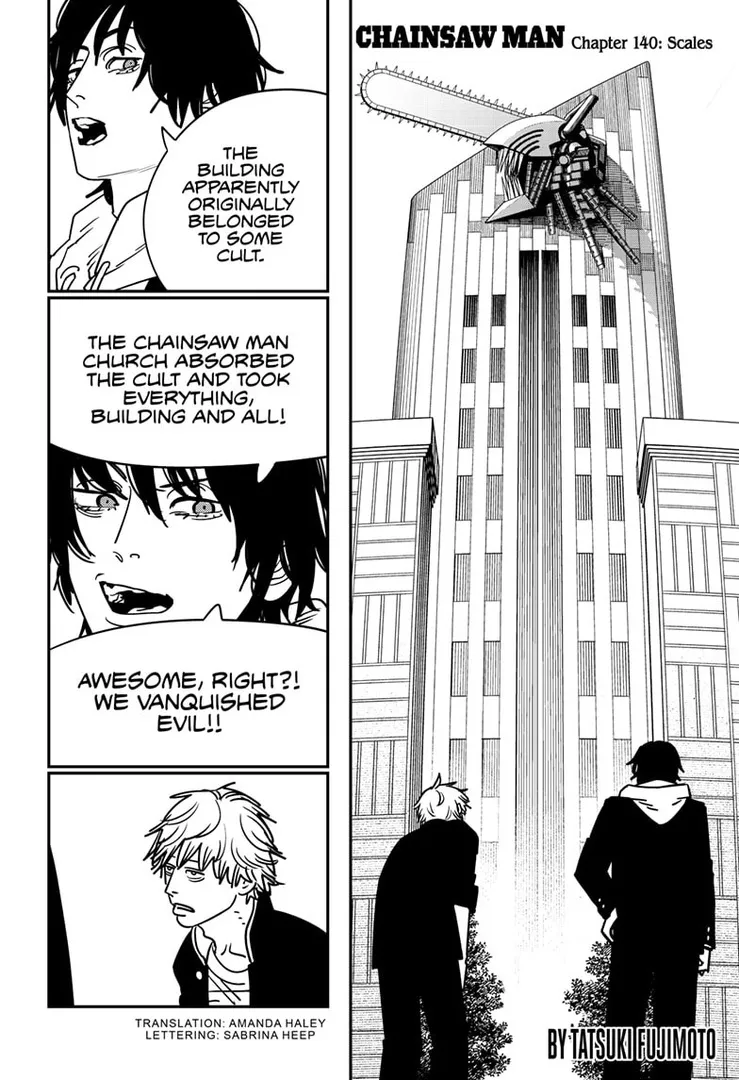 CHAINSAW MAN Chapter 140: Scales
THE
BUILDING
APPARENTLY
ORIGINALLY
BELONGED
TO SOME
CULT.
THE CHAINSAW MAN
CHURCH ABSORBED
THE CULT AND TOOK
EVERYTHING,
BUILDING AND ALL!
AWESOME, RIGHT?!
WE VANQUISHED
EVIL!!
TRANSLATION: AMANDA HALEY
LETTERING: SABRINA HEEP
BY TATSUKI FUJIMOTO